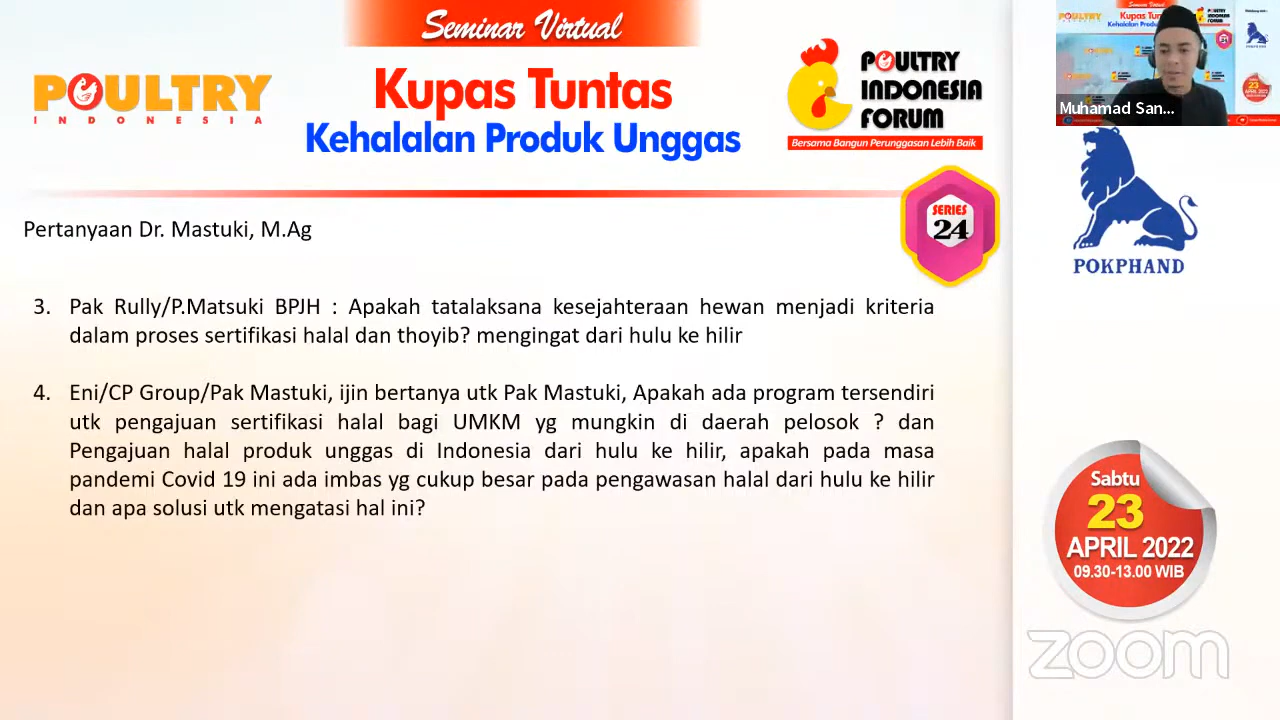 Seminar Virtual
POULTRY
INDONESIA
Kupas Tuntas
Kehalalan Produk Unggas
POULTRY
INDONESIA
FORUM
Bersama Bangun Perunggasan Lebih Baik
Muhamad San...
SERIES
24
POKPHAND
Pertanyaan Dr. Mastuki, M.Ag
3. Pak Rully/P.Matsuki BPJH : Apakah tatalaksana kesejahteraan hewan menjadi kriteria
dalam proses sertifikasi halal dan thoyib? mengingat dari hulu ke hilir
4. Eni/CP Group/Pak Mastuki, ijin bertanya utk Pak Mastuki, Apakah ada program tersendiri
utk pengajuan sertifikasi halal bagi UMKM yg mungkin di daerah pelosok ? dan
Pengajuan halal produk unggas di Indonesia dari hulu ke hilir, apakah pada masa
pandemi Covid 19 ini ada imbas yg cukup besar pada pengawasan halal dari hulu ke hilir
dan apa solusi utk mengatasi hal ini?
Sabtu
23
APRIL 2022
09.30-13.00 WIB
zoom